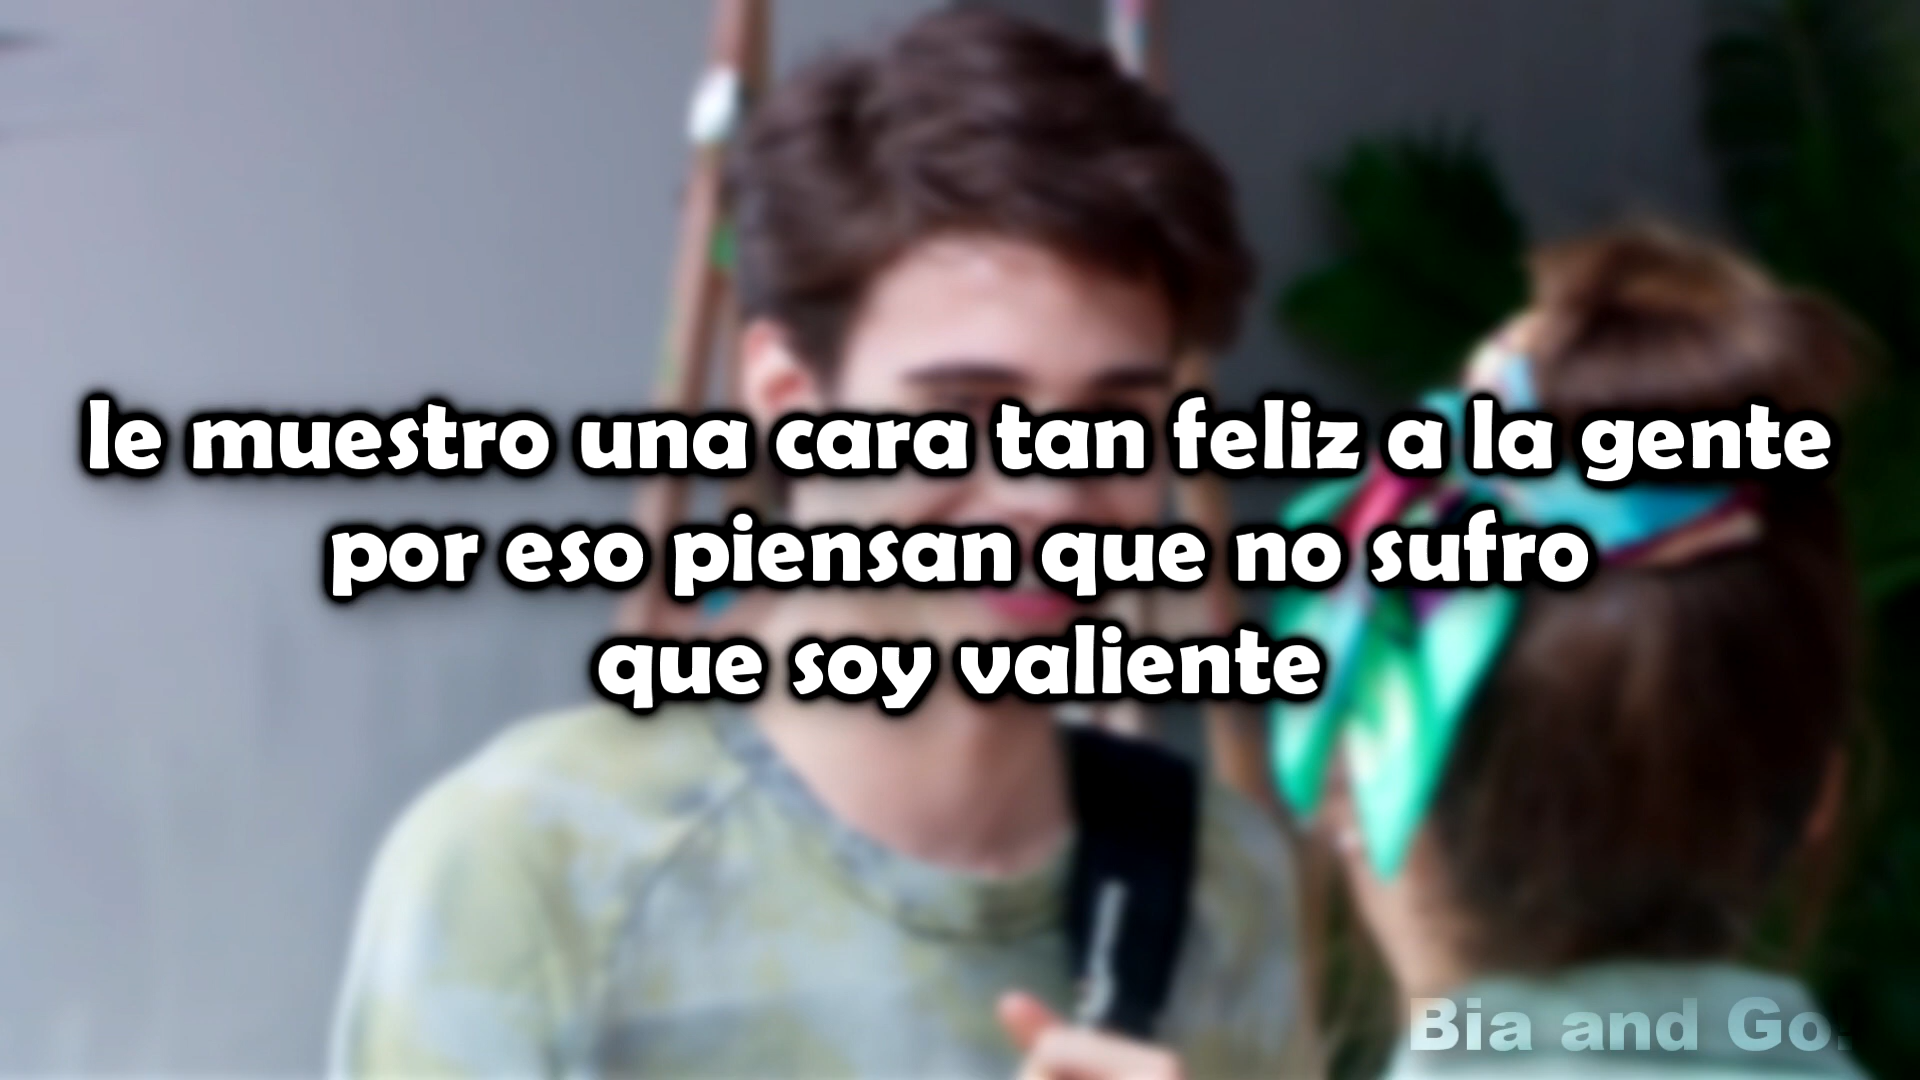 le muestro una cara tan feliz a la gente
por eso piensan que no sufro
que soy valiente
Bia and Go!